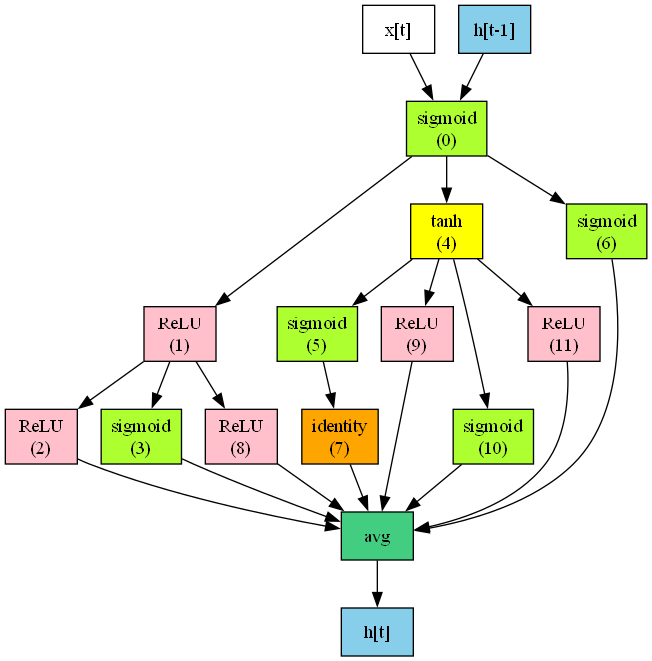 x[t]
h[t-1]
sigmoid
(0)
tanh
(4)
sigmoid
(6)
ReLU
(1)
sigmoid
(5)
ReLU
(9)
ReLU
(11)
ReLU
(2)
sigmoid
(3)
ReLU
(8)
identity
(7)
sigmoid
(10)
avg
h[t]